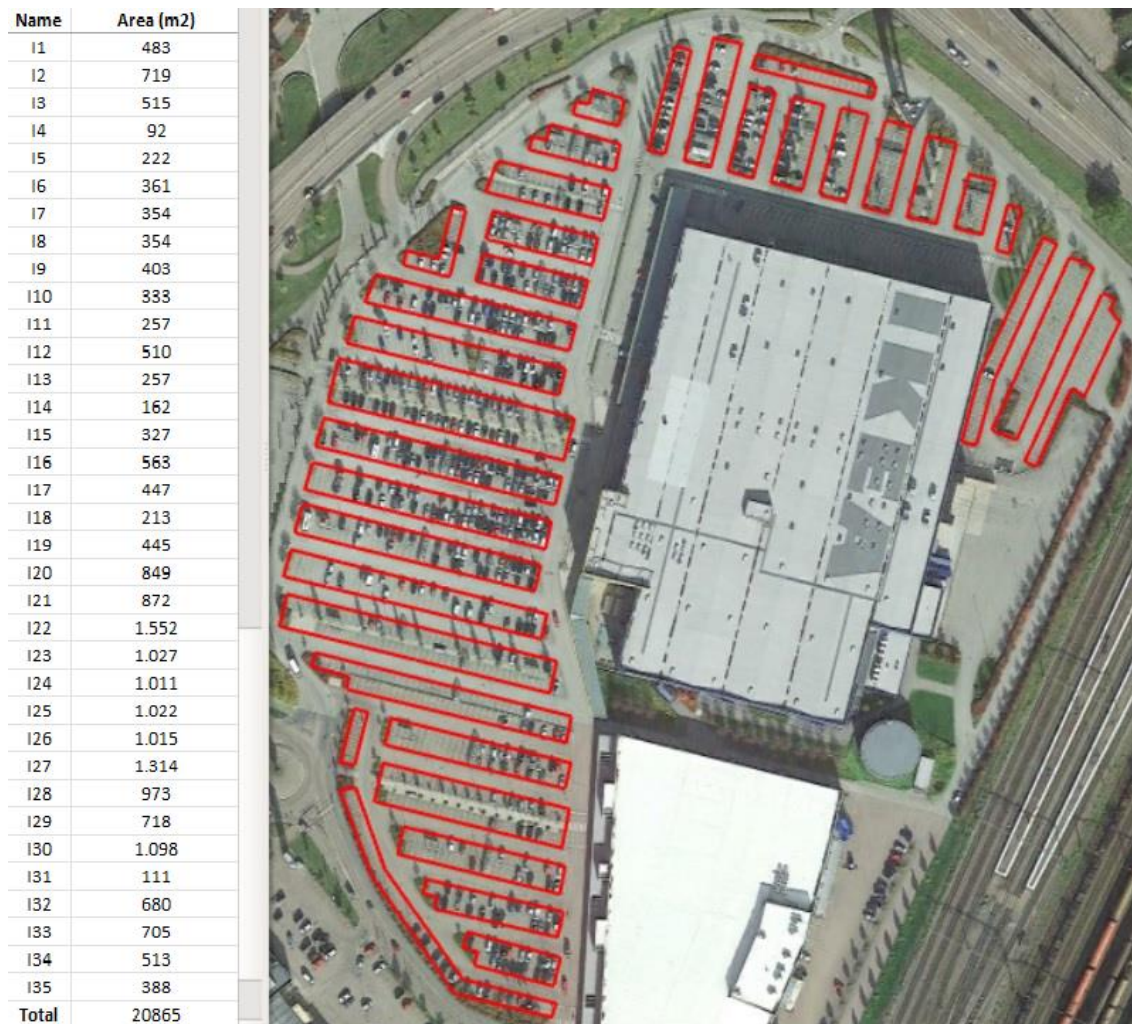 Name Area (m2)
I1 483
I2 719
I3 515
I4 92
I5 222
I6 361
I7 354
I8 354
I9 403
I10 333
I11 257
I12 510
I13 257
I14 162
I15 327
I16 563
I17 447
I18 213
I19 445
I20 849
I21 872
I22 1.552
I23 1.027
I24 1.011
I25 1.022
I26 1.015
I27 1.314
I28 973
I29 718
I30 1.098
I31 111
I32 680
I33 705
I34 513
I35 388
Total 20865
IKEA